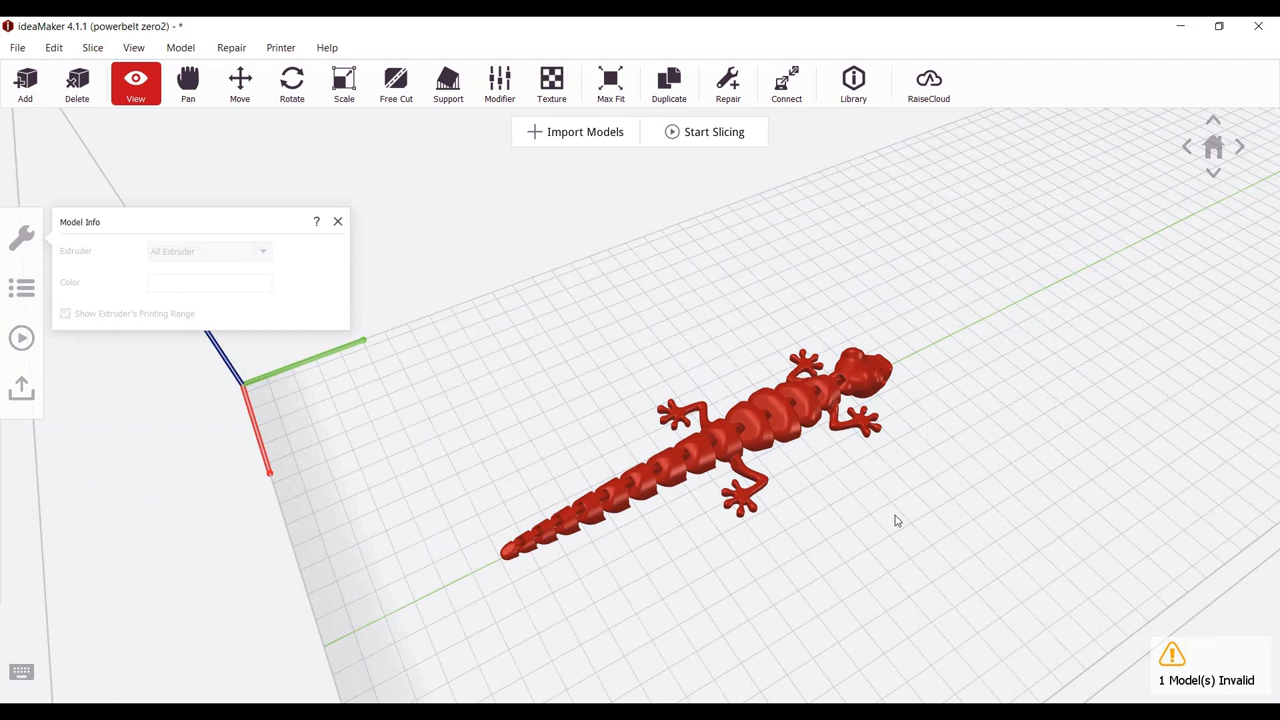 ideaMaker 4.1.1 (powerbelt zero2) - *
File Edit Slice View Model Repair Printer Help
Add Delete View Pan Move Rotate Scale Free Cut Support Modifier Texture Max Fit Duplicate Repair Connect Library RaiseCloud
Import Models Start Slicing
Model Info ?
Extruder All Extruder
Color
Show Extruder's Printing Range
1 Model(s) Invalid